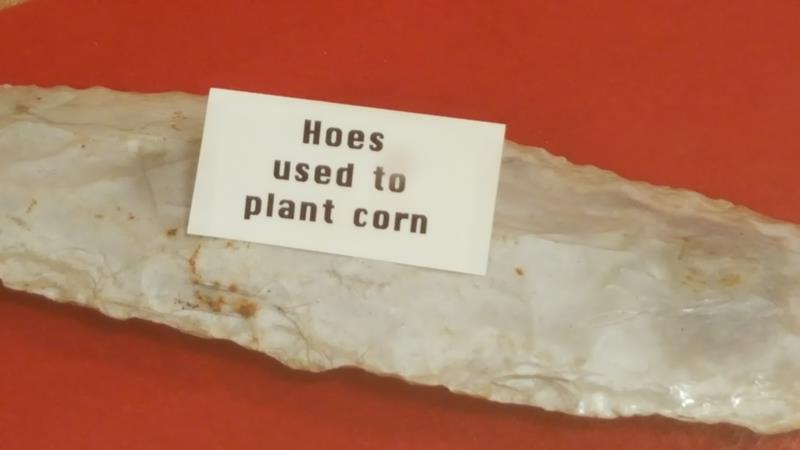 Hoes
used to
plant corn